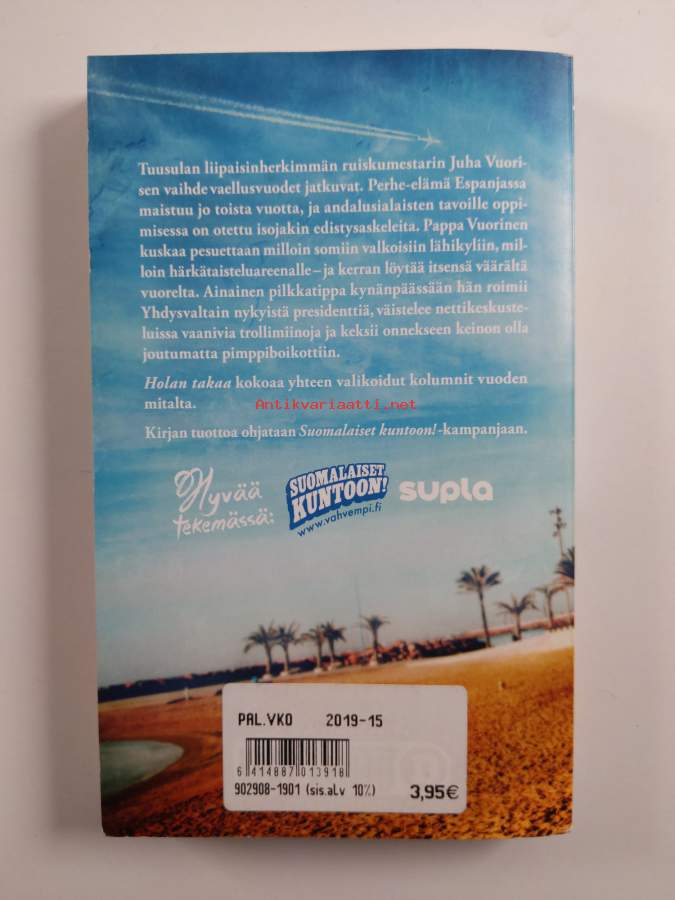 Tuusulan liipaisinherkimmän ruiskumestarin Juha Vuori-
sen vaihdevaellusvuodet jatkuvat. Perhe-elämä Espanjassa
maistuu jo toista vuotta, ja andalusialaisten tavoille oppi-
misessa on otettu isojakin edistysaskeleita. Pappa Vuorinen
kuskaa pesuettaan milloin somiin valkoisiin lähikyliin, mil-
loin härkätaisteluareenalle – ja kerran löytää itsensä väärältä
vuorelta. Ainainen pilkkatippa kynänpäässään hän roimii
Yhdysvaltain nykyistä presidenttiä, väistelee nettikeskuste-
luissa vaanivia trollimiinoja ja keksii onnekseen keinon olla
joutumatta pimppiboikottiin.
Holan takaa kokoaa yhteen valikoidut kolumnit vuoden
mitalta.
Antikvariaatti.net
Kirjan tuottoa ohjataan Suomalaiset kuntoon! -kampanjaan.
Hyvää
tekemässä:
SUOMALAISET
KUNTOON!
www.vahvempi.fi
supla
PAL.VKO 2019-15
6 414887 013918
902908-1901 (sis.alv 10%) 3,95€